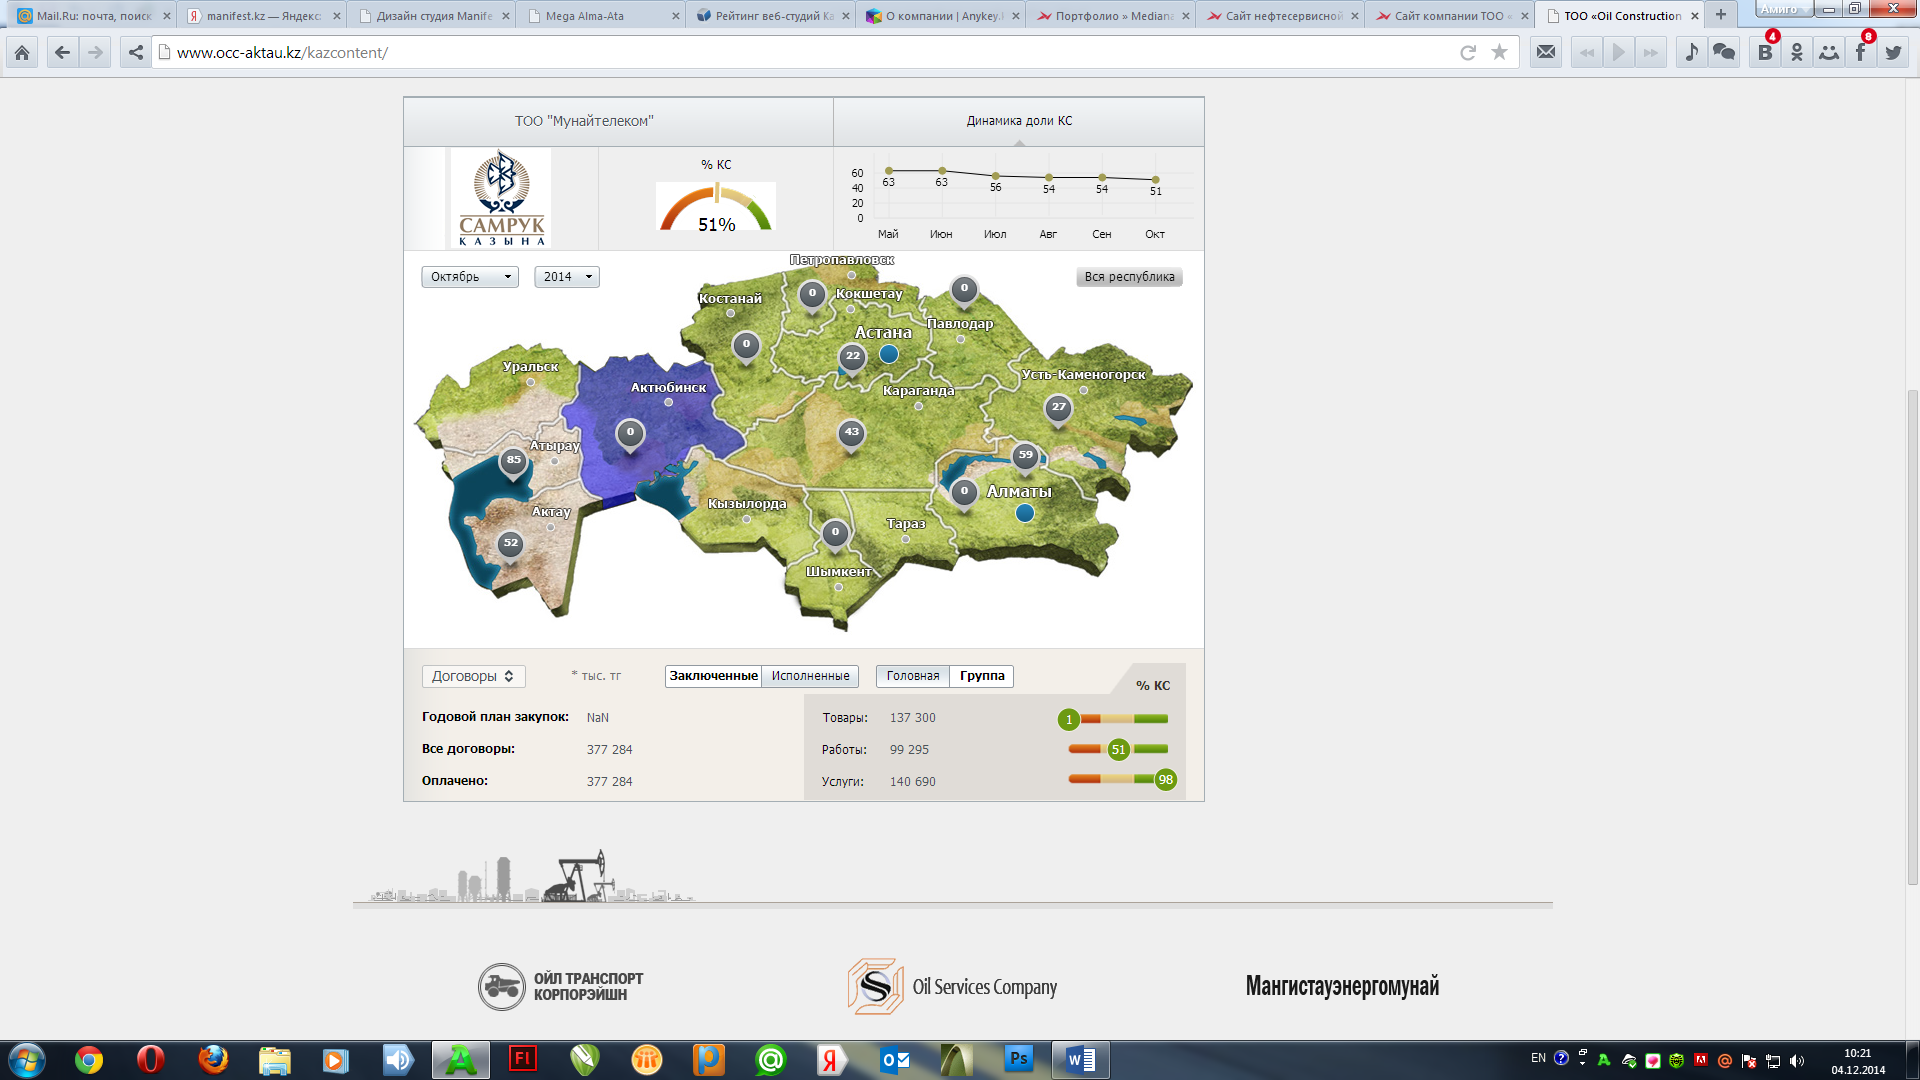 Mail.Ru: почта, поиск
manifest.kz — Яндекс:
Дизайн студия Manife
Mega Alma-Ata
Рейтинг веб-студий Ка
О компании | Anykey.k
Портфолио » Mediana
Сайт нефтесервисной
Сайт компании ТОО «
ТОО «Oil Construction
Амиго
www.occ-aktau.kz/kazcontent/
4
8
ТОО "Мунайтелеком"
Динамика доли КС
САМРУК
КАЗЫНА
% КС
51%
60
40
20
0
63
63
56
54
54
51
Май
Июн
Июл
Авг
Сен
Окт
Октябрь
2014
Вся республика
Петропавловск
Костанай
0
Кокшетау
0
Астана
Павлодар
0
22
Уральск
Актюбинск
Караганда
Усть-Каменогорск
27
0
43
Атырау
85
59
0
Алматы
Кызылорда
Актау
52
0
Тараз
Шымкент
Договоры
* тыс. тг
Заключенные
Исполненные
Головная
Группа
% КС
Годовой план закупок:
NaN
Товары:
137 300
1
Все договоры:
377 284
Работы:
99 295
51
Оплачено:
377 284
Услуги:
140 690
98
ОЙЛ ТРАНСПОРТ
КОРПОРЭЙШН
Oil Services Company
Мангистауэнергомунай
EN
10:21
04.12.2014